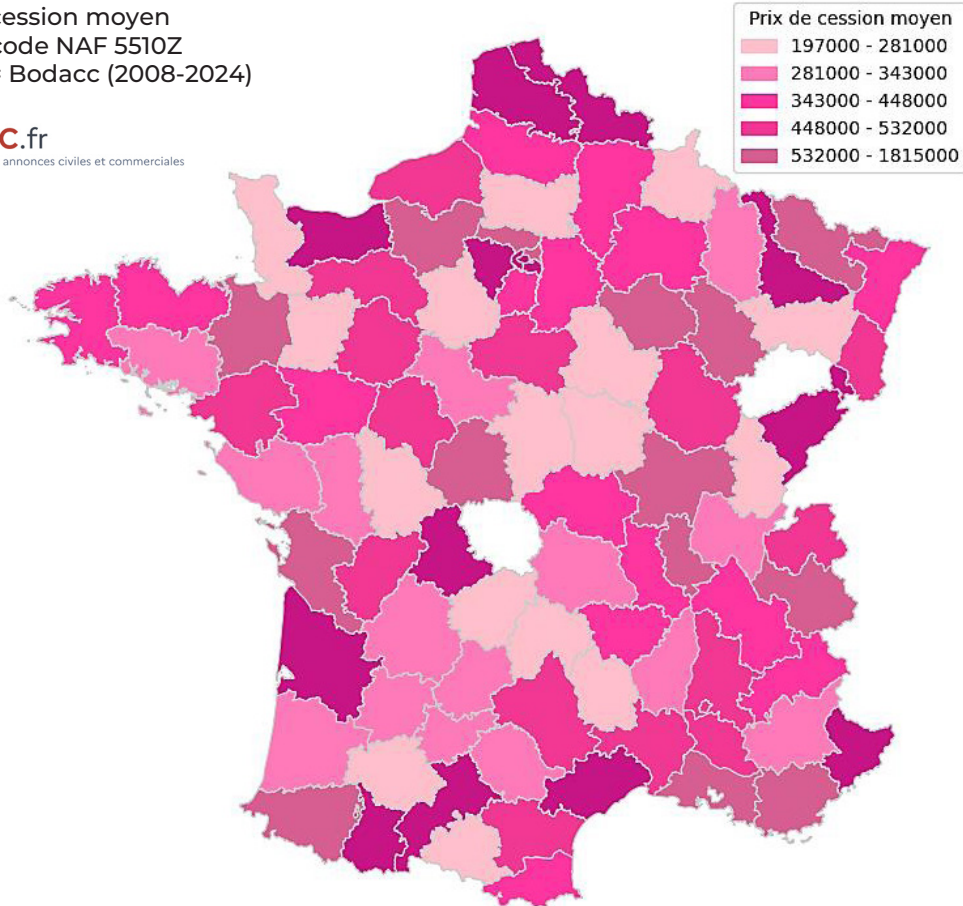 cession moyen
code NAF 5510Z
Bodacc (2008-2024)
C.fr
annonces civiles et commerciales
Prix de cession moyen
197000 - 281000
281000 - 343000
343000 - 448000
448000 - 532000
532000 - 1815000